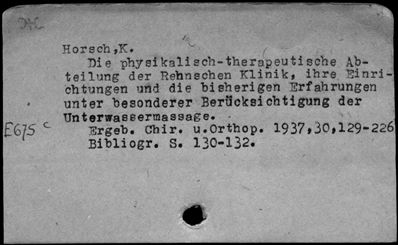 Horsch,K.
Die physikalisch-therapeutische Ab-
teilung der Rehnschen Klinik, ihre Einri-
chtungen und die bisherigen Erfahrungen
unter besonderer Berücksichtigung der
Unterwassermassage.
E675 c
Ergeb. Chir. u.Orthop. 1937,30,129-226
Bibliogr. S. 130-132.